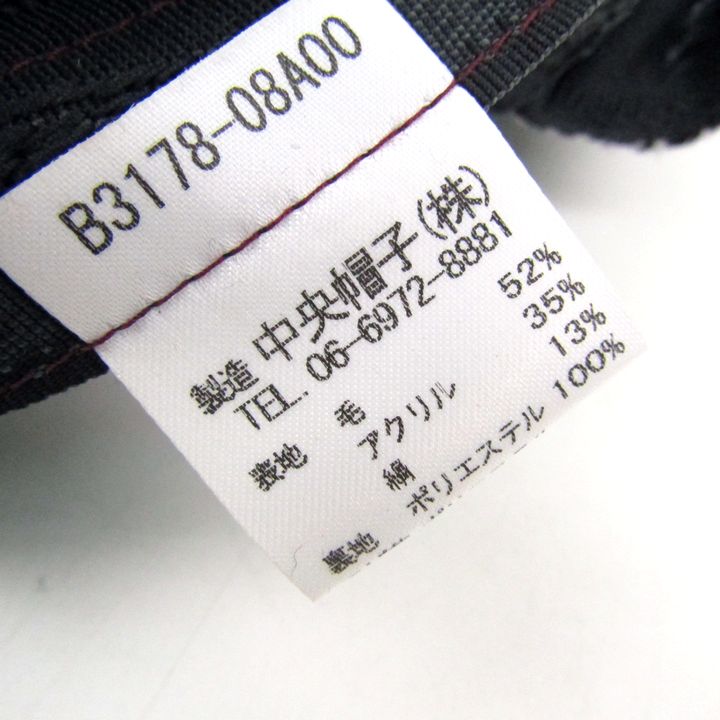 B3178-08A00
製造 中央帽子(株)
TEL. 06-6972-8881
表地 毛 52%
アクリル 35%
綿 13%
裏地 ポリエステル 100%